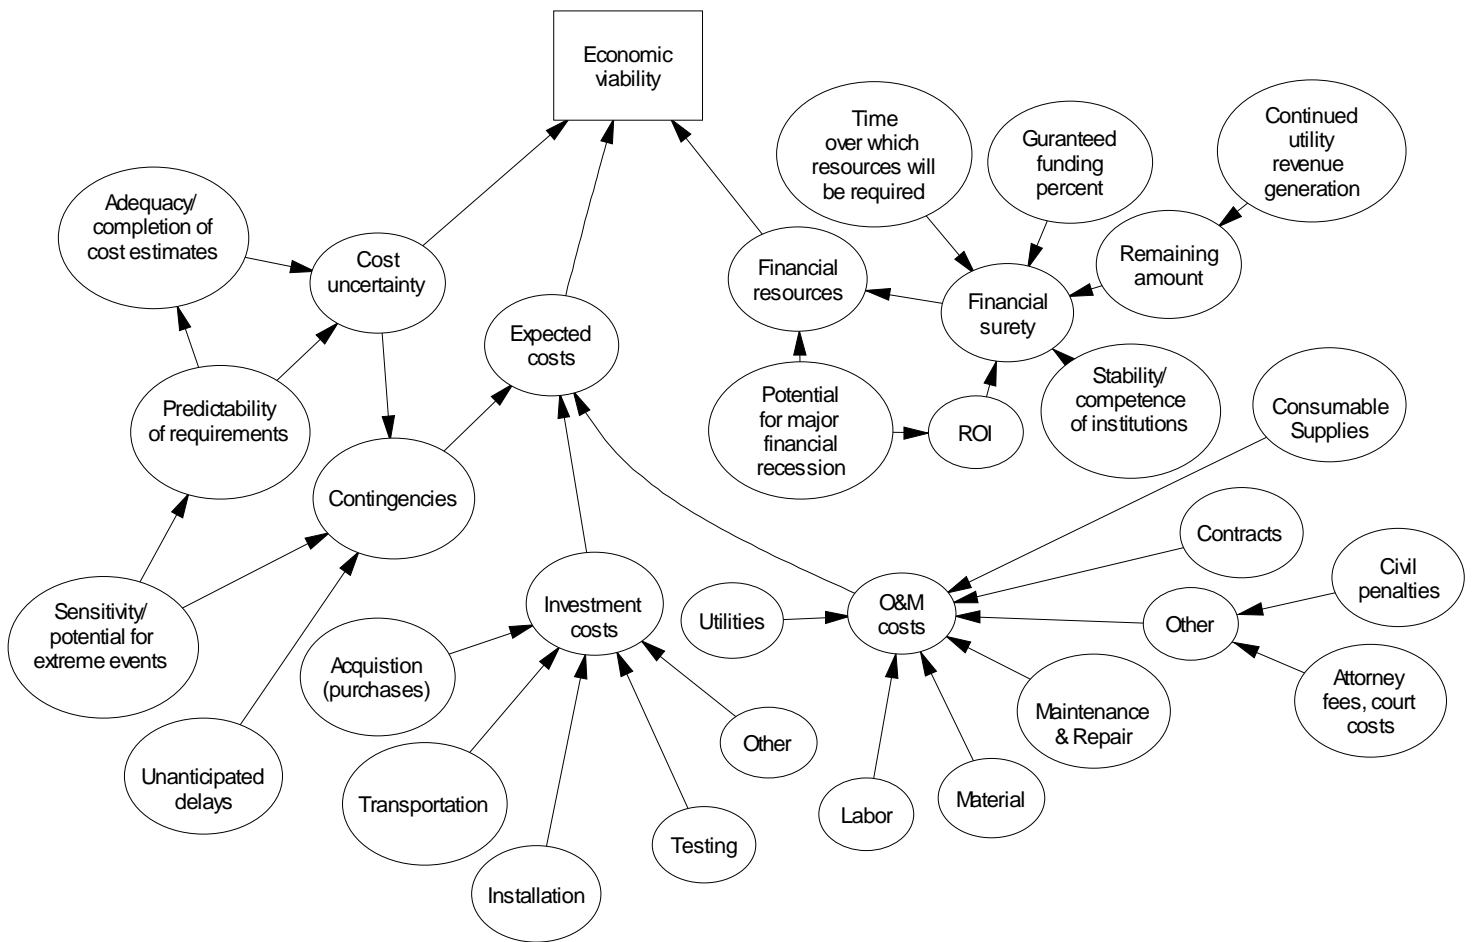 Economic
viability
Time
over which
resources will
be required
Guranteed
funding
percent
Continued
utility
revenue
generation
Adequacy/
completion of
cost estimates
Cost
uncertainty
Financial
resources
Remaining
amount
Financial
surety
Expected
costs
Predictability
of requirements
Potential
for major
financial
recession
ROI
Stability/
competence
of institutions
Consumable
Supplies
Contingencies
Contracts
Civil
penalties
Sensitivity/
potential for
extreme events
Investment
costs
Utilities
O&M
costs
Other
Acquistion
(purchases)
Attorney
fees, court
costs
Maintenance
& Repair
Other
Unanticipated
delays
Transportation
Material
Labor
Testing
Installation